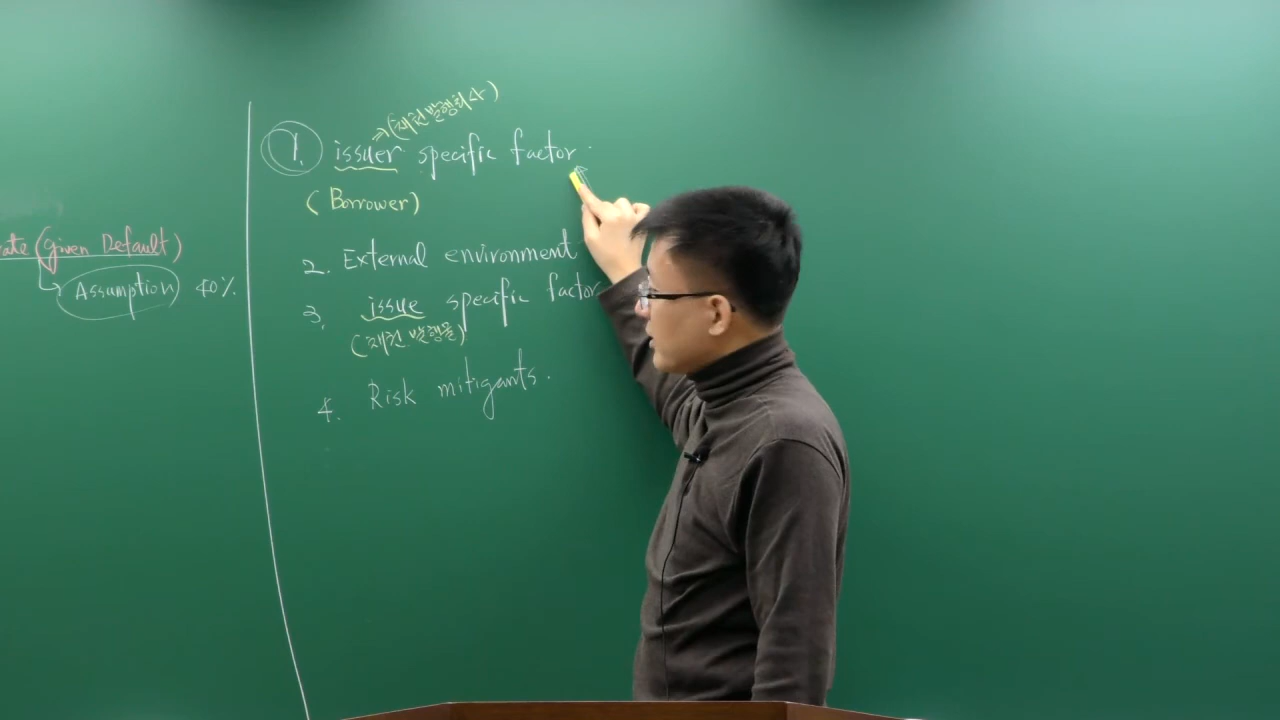 ate (given Default)
Assumption 40%
⇒(채권발행회사)
1. issuer specific factor.
(Borrower)
2. External environment
3. issue specific factor
(채권 발행물)
4. Risk mitigants.